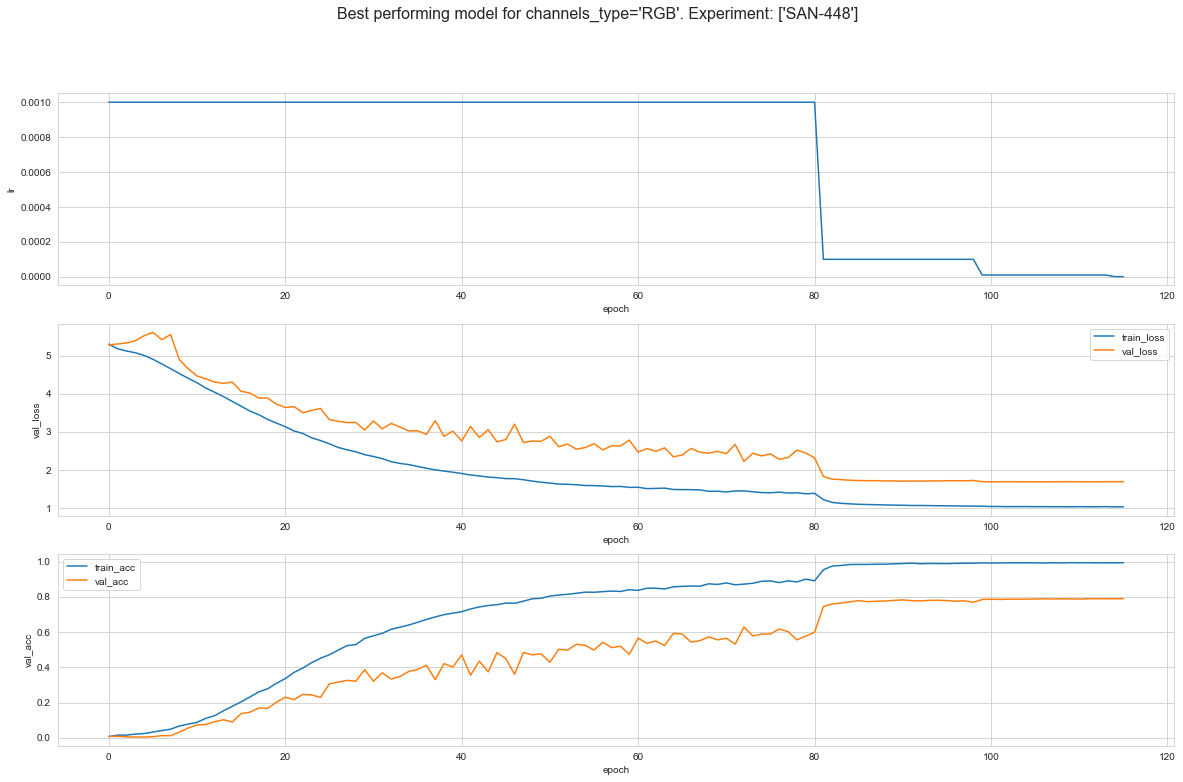 Best performing model for channels_type='RGB'. Experiment: ['SAN-448']
0.0010
0.0008
0.0006
0.0004
0.0002
0.0000
lr
0 20 40 60 80 100 120
epoch
train_loss
val_loss
5
4
3
2
1
val_loss
0 20 40 60 80 100 120
epoch
train_acc
val_acc
1.0
0.8
0.6
0.4
0.2
0.0
val_acc
0 20 40 60 80 100 120
epoch